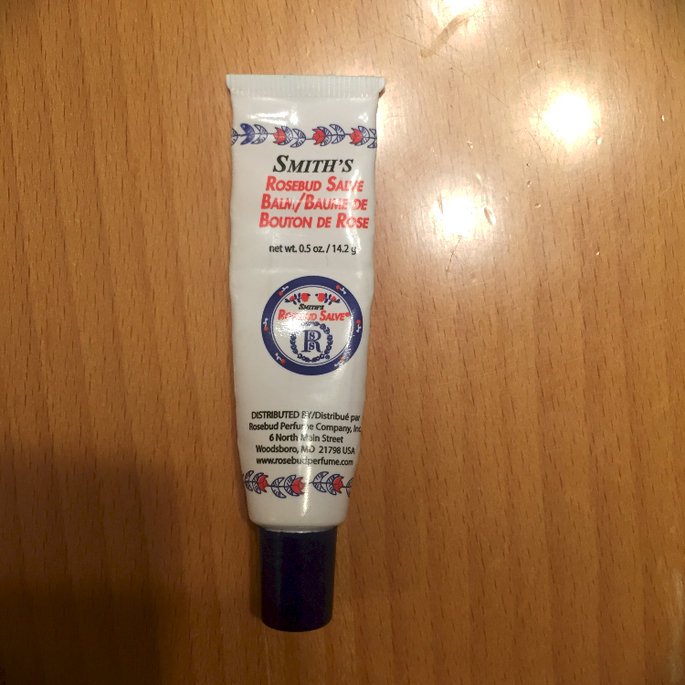 SMITH'S
ROSEBUD SALVE
BALM/BAUME DE
BOUTON DE ROSE
net wt. 0.5 oz. / 14.2 g
SMITH'S
ROSEBUD SALVE®
RSS
DISTRIBUTED BY/Distribué par
Rosebud Perfume Company, Inc.
6 North Main Street
Woodsboro, MD 21798 USA
www.rosebudperfume.com